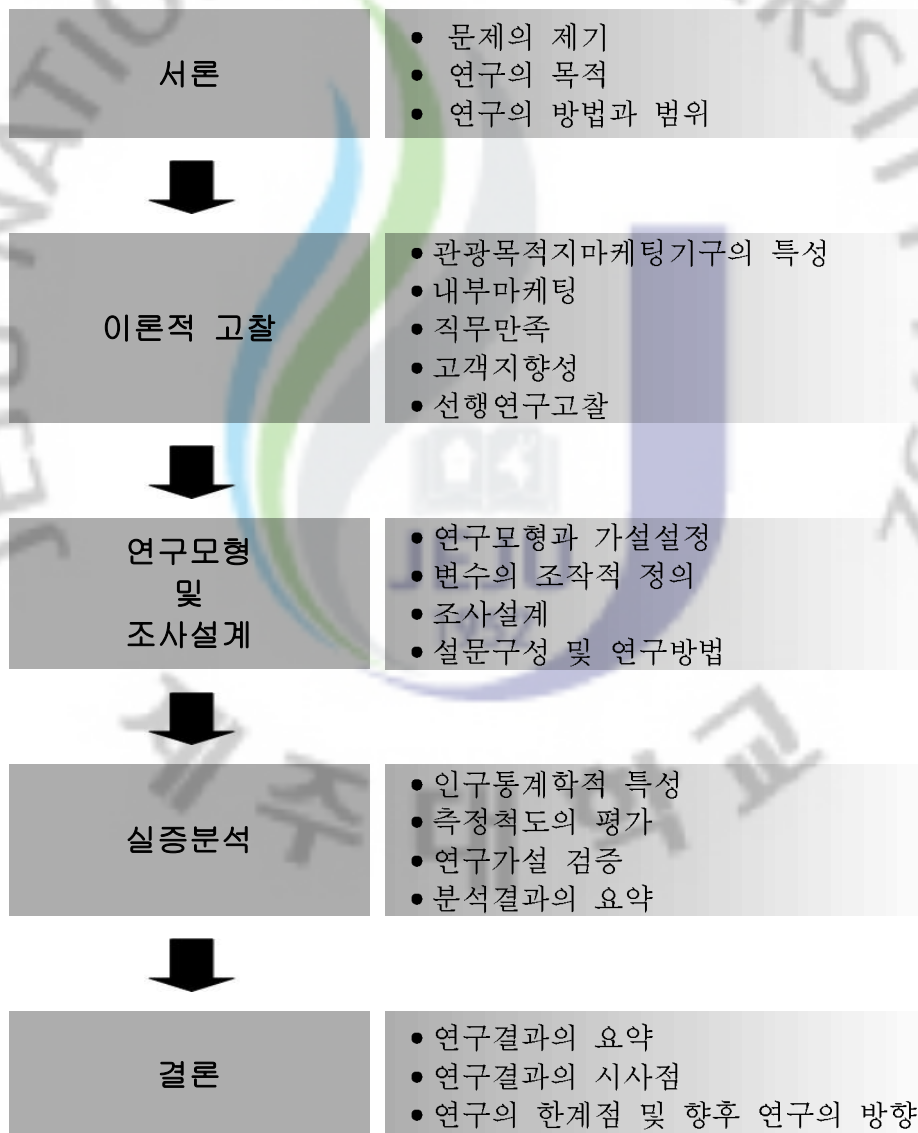 서론
• 문제의 제기
• 연구의 목적
• 연구의 방법과 범위
이론적 고찰
• 관광목적지마케팅기구의 특성
• 내부마케팅
• 직무만족
• 고객지향성
• 선행연구고찰
연구모형
및
조사설계
• 연구모형과 가설설정
• 변수의 조작적 정의
• 조사설계
• 설문구성 및 연구방법
실증분석
• 인구통계학적 특성
• 측정척도의 평가
• 연구가설 검증
• 분석결과의 요약
결론
• 연구결과의 요약
• 연구결과의 시사점
• 연구의 한계점 및 향후 연구의 방향
JEJU
1952
제주대학교